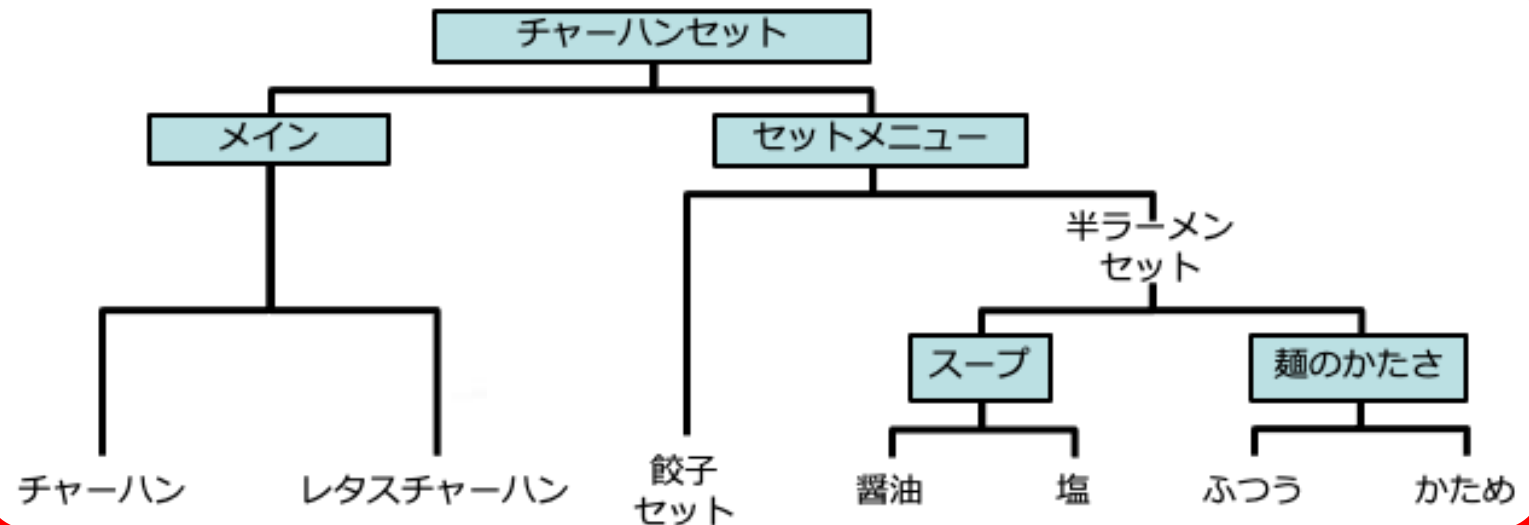 チャーハンセット
メイン
セットメニュー
半ラーメン
セット
スープ
麺のかたさ
チャーハン
レタスチャーハン
餃子
セット
醤油
塩
ふつう
かため